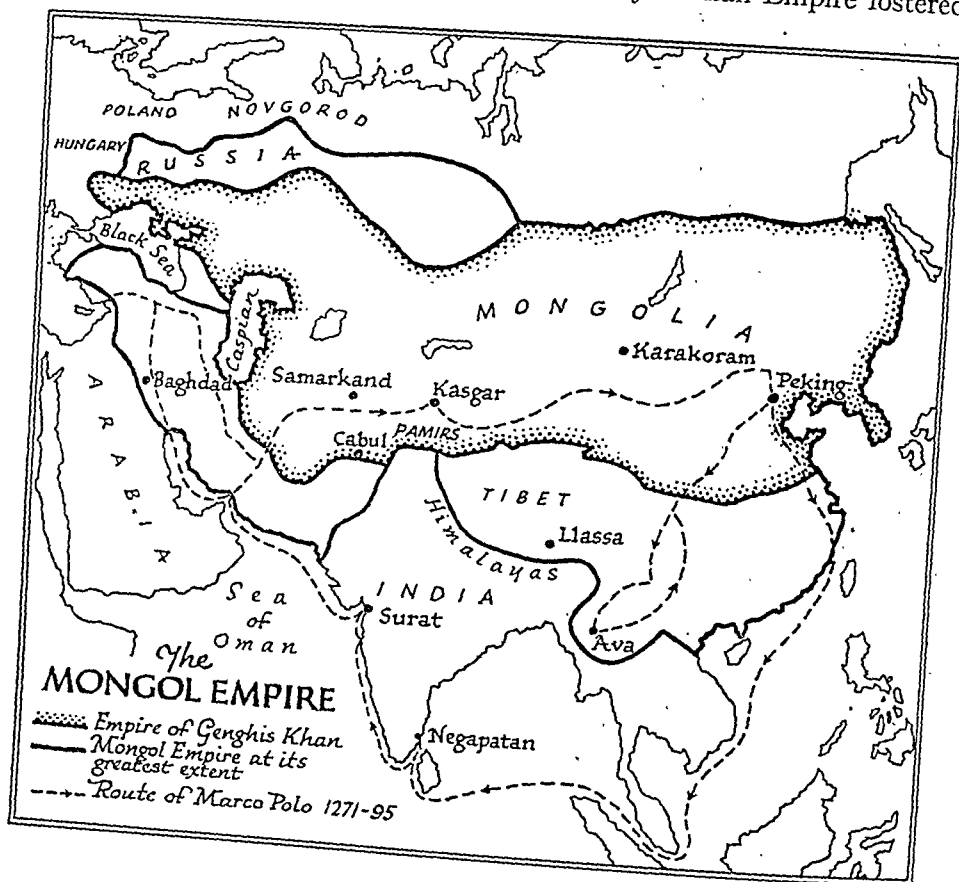 Empire fostered
POLAND
NOVGOROD
HUNGARY
RUSSIA
Black Sea
Caspian
MONGOLIA
Karakoram
Baghdad
Samarkand
Kasgar
Peking
Cabul
PAMIRS
ARABIA
TIBET
Himalayas
Llassa
INDIA
Sea
of
Oman
Surat
Ava
Negapatan
The
MONGOL EMPIRE
Empire of Genghis Khan
Mongol Empire at its
greatest extent
Route of Marco Polo 1271-95